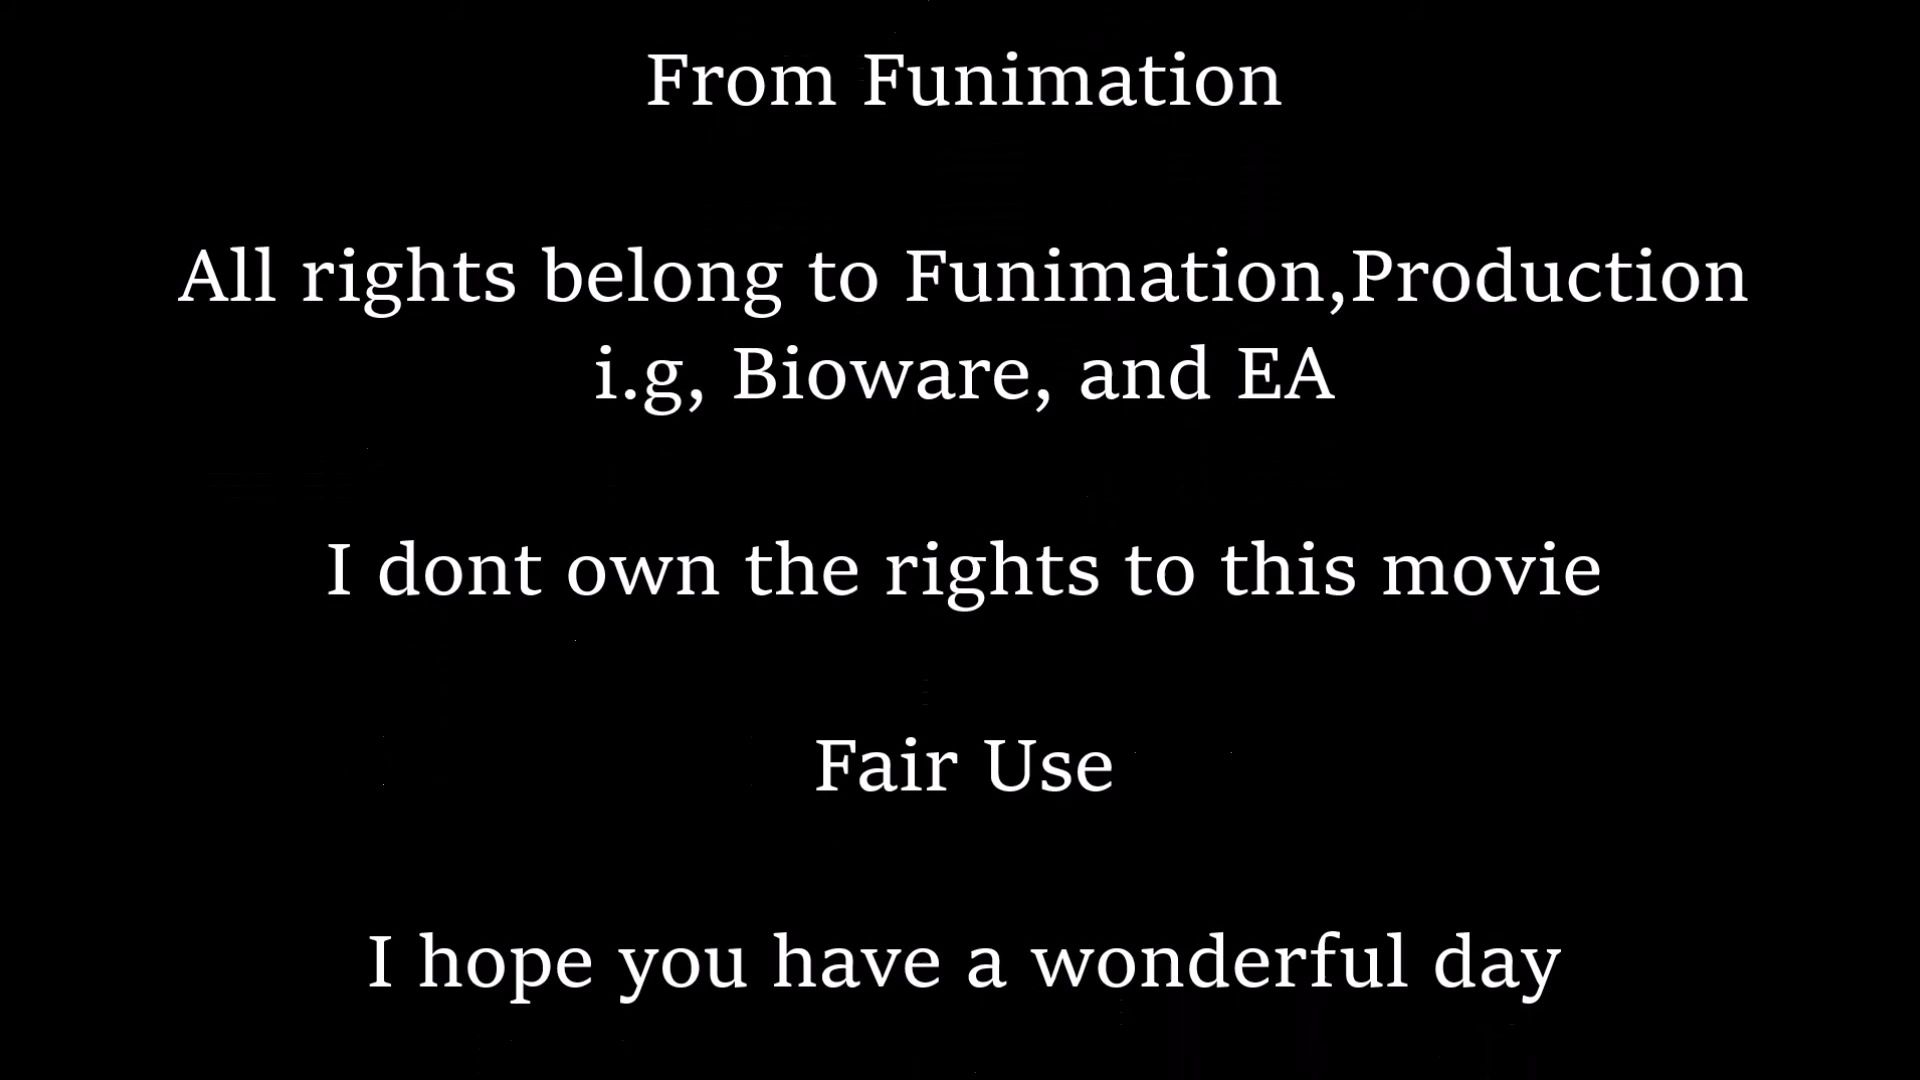 From Funimation
All rights belong to Funimation,Production
i.g, Bioware, and EA
I dont own the rights to this movie
Fair Use
I hope you have a wonderful day